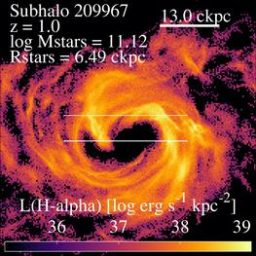 Subhalo 209967
13.0 ckpc
z = 1.0
log Mstars = 11.12
Rstars = 6.49 ckpc
L(H-alpha) [log erg s⁻¹ kpc⁻²]
36 37 38 39